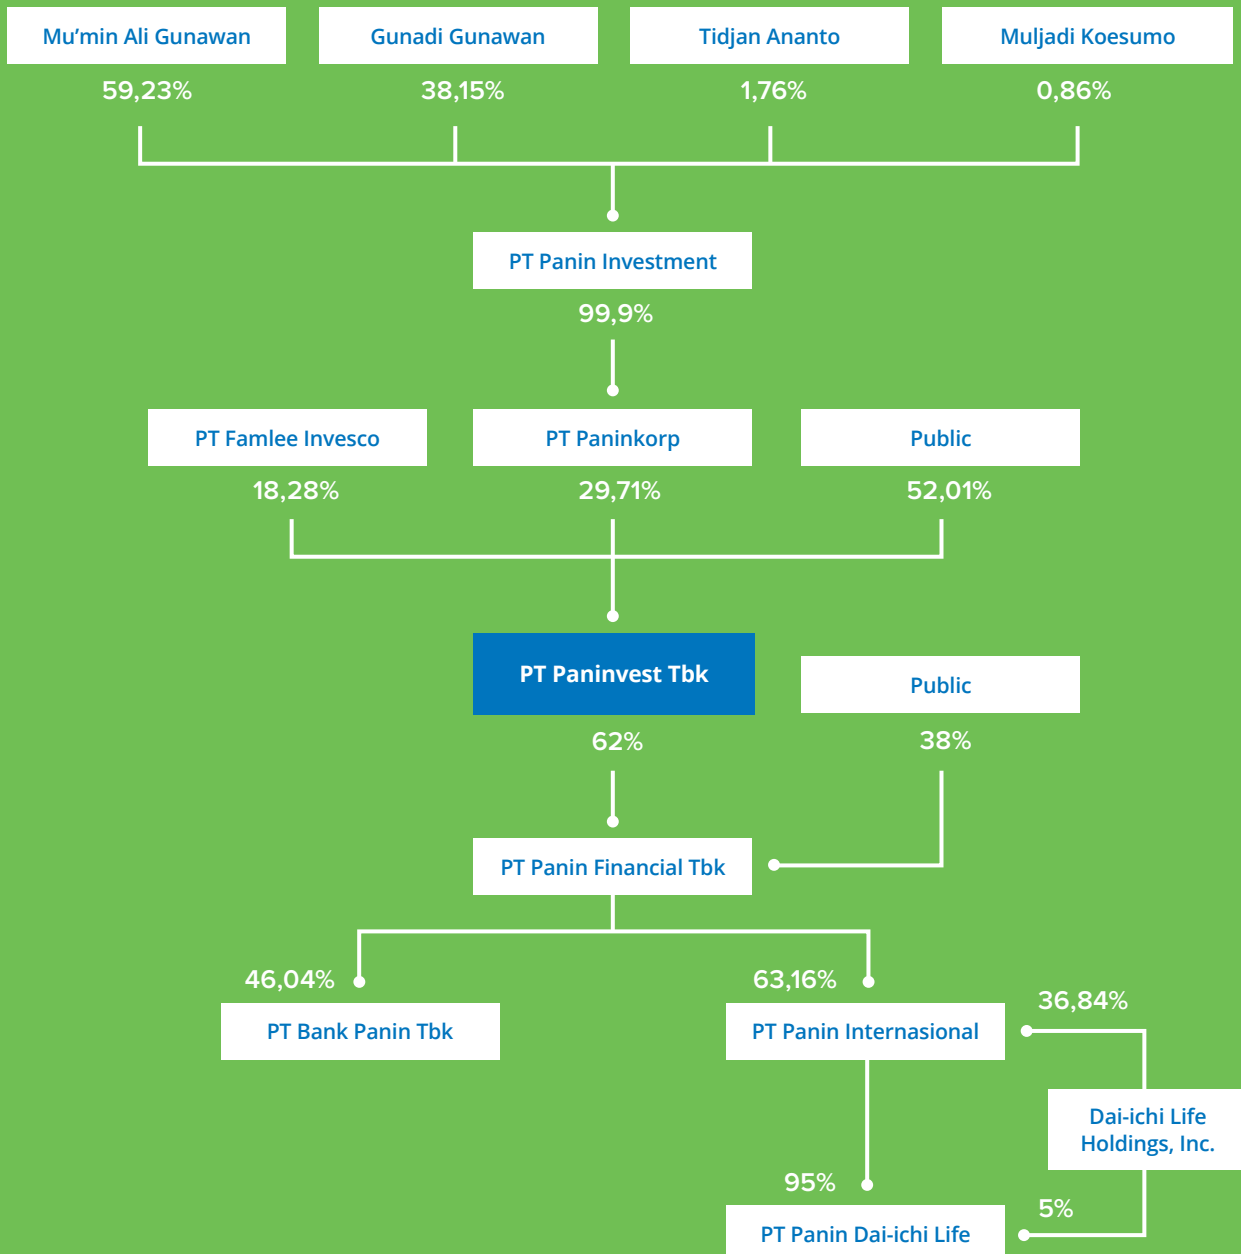 Mu’min Ali Gunawan
Gunadi Gunawan
Tidjan Ananto
Muljadi Koesumo
59,23%
38,15%
1,76%
0,86%
PT Panin Investment
99,9%
PT Famlee Invesco
PT Paninkorp
Public
18,28%
29,71%
52,01%
PT Paninvest Tbk
Public
62%
38%
PT Panin Financial Tbk
46,04%
63,16%
36,84%
PT Bank Panin Tbk
PT Panin Internasional
Dai-ichi Life
Holdings, Inc.
95%
5%
PT Panin Dai-ichi Life